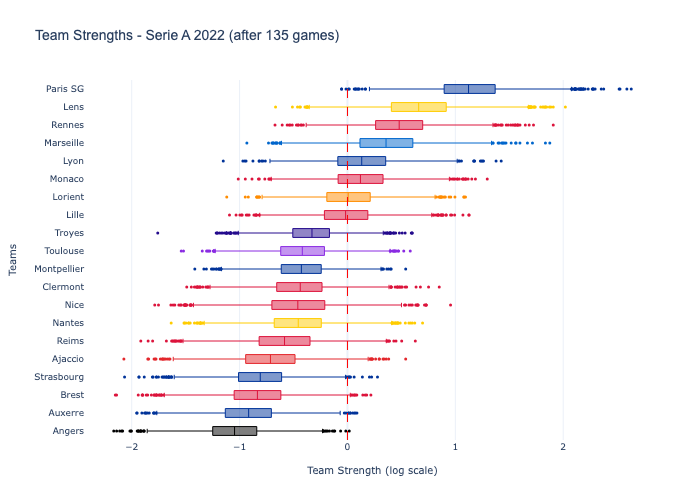 Team Strengths - Serie A 2022 (after 135 games)
Paris SG
Lens
Rennes
Marseille
Lyon
Monaco
Lorient
Lille
Troyes
Toulouse
Montpellier
Clermont
Nice
Nantes
Reims
Ajaccio
Strasbourg
Brest
Auxerre
Angers
Teams
−2 −1 0 1 2
Team Strength (log scale)